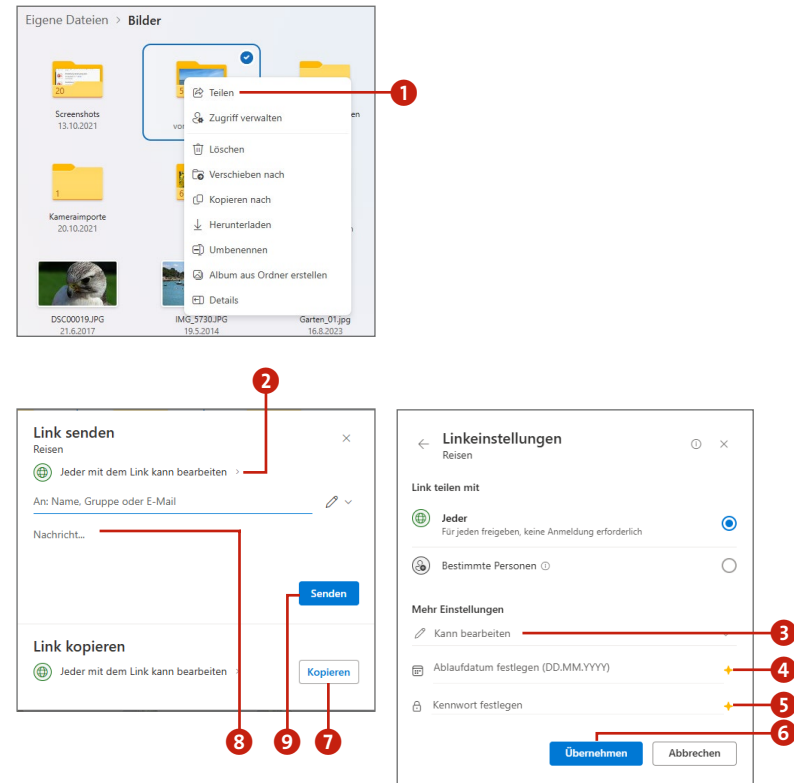 Eigene Dateien > Bilder
20
5
Screenshots
13.10.2021
vor
en
1
6
Kameraimporte
20.10.2021
Teilen
Zugriff verwalten
Löschen
Verschieben nach
Kopieren nach
Herunterladen
Umbenennen
Album aus Ordner erstellen
Details
DSC00019.JPG
21.6.2017
IMG_5730.JPG
19.5.2014
Garten_01.jpg
16.8.2023
1
2
Link senden
Reisen
Jeder mit dem Link kann bearbeiten >
An: Name, Gruppe oder E-Mail
Nachricht...
Senden
Link kopieren
Jeder mit dem Link kann bearbeiten
Kopieren
8
9
7
Linkeinstellungen
Reisen
Link teilen mit
Jeder
Für jeden freigeben, keine Anmeldung erforderlich
Bestimmte Personen
Mehr Einstellungen
Kann bearbeiten
3
Ablaufdatum festlegen (DD.MM.YYYY)
4
Kennwort festlegen
5
6
Übernehmen
Abbrechen